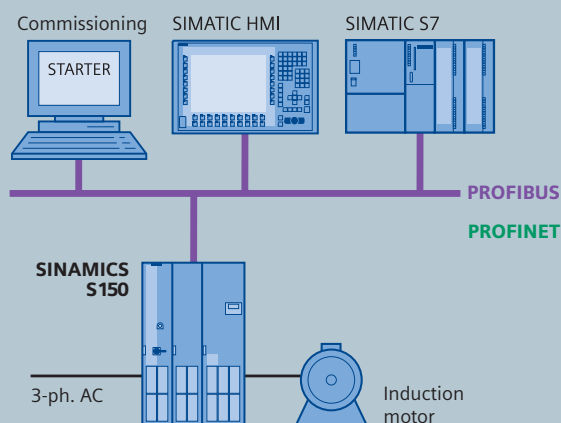 Commissioning
SIMATIC HMI
SIMATIC S7
STARTER
PROFIBUS
PROFINET
SINAMICS
S150
3-ph. AC
Induction
motor